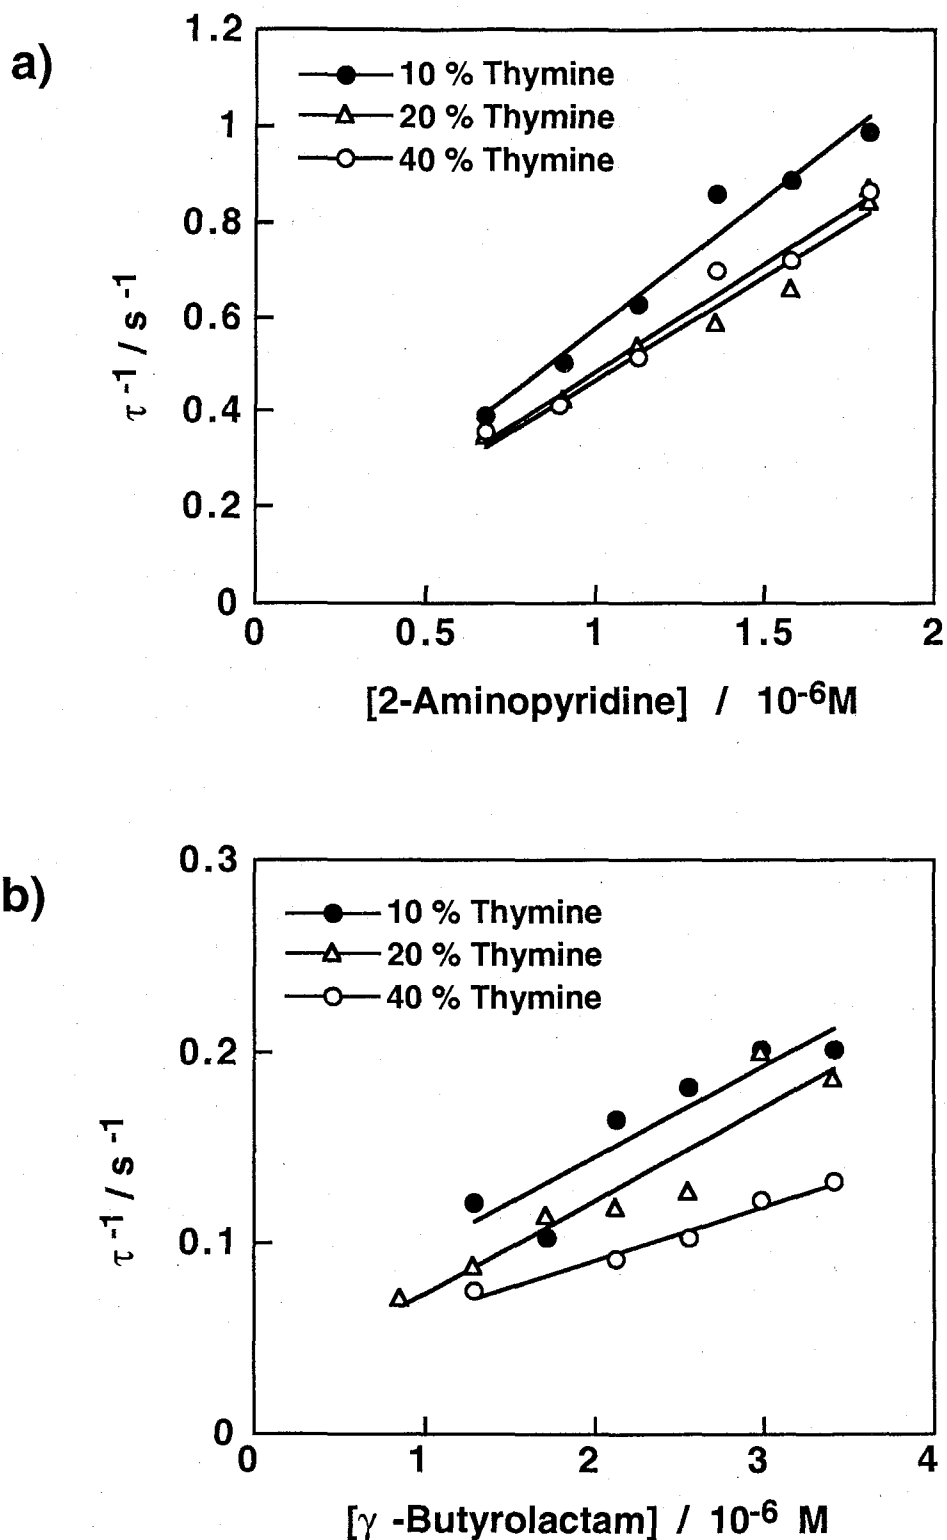 a)
1.2
1
0.8
0.6
0.4
0.2
0
10 % Thymine
20 % Thymine
40 % Thymine
τ⁻¹ / s⁻¹
0 0.5 1 1.5 2
[2-Aminopyridine] / 10⁻⁶M
b)
0.3
0.2
0.1
0
10 % Thymine
20 % Thymine
40 % Thymine
τ⁻¹ / s⁻¹
0 1 2 3 4
[γ -Butyrolactam] / 10⁻⁶ M